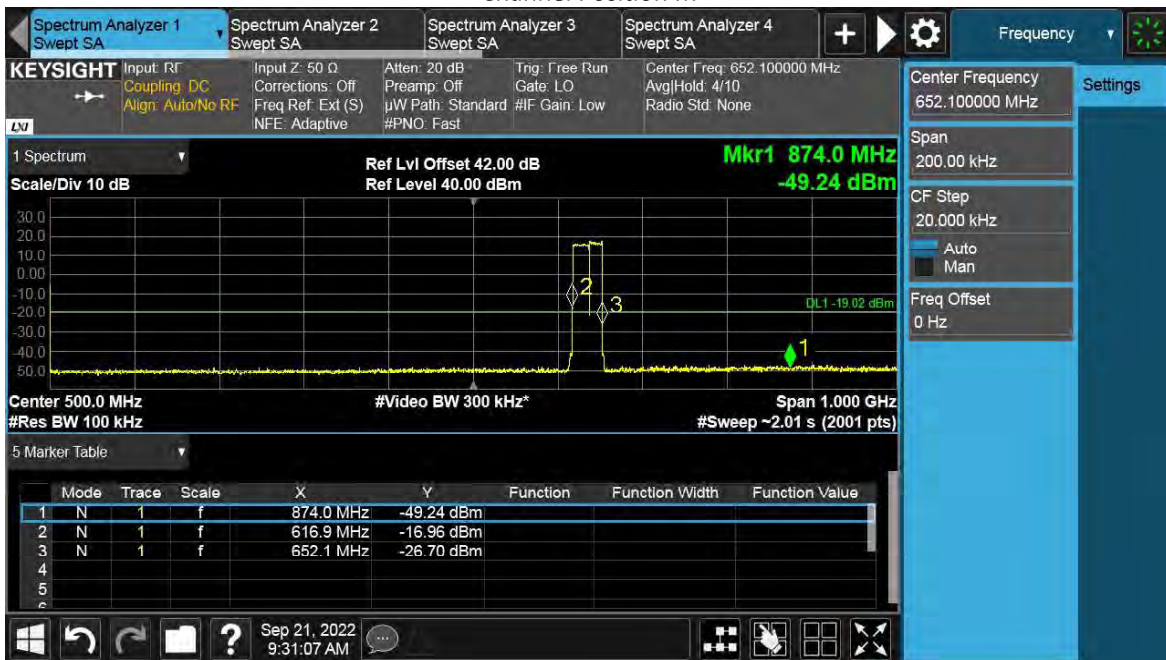 Spectrum Analyzer 1
Swept SA
Spectrum Analyzer 2
Swept SA
Spectrum Analyzer 3
Swept SA
Spectrum Analyzer 4
Swept SA
+
Frequency
KEYSIGHT
LXI
Input: RF
Coupling: DC
Align: Auto/No RF
Input Z: 50 Ω
Corrections: Off
Freq Ref: Ext (S)
NFE: Adaptive
Atten: 20 dB
Preamp: Off
µW Path: Standard
#PNO: Fast
Trig: Free Run
Gate: LO
#IF Gain: Low
Center Freq: 652.100000 MHz
Avg|Hold: 4/10
Radio Std: None
Center Frequency
652.100000 MHz
Settings
Span
200.00 kHz
CF Step
20.000 kHz
Auto
Man
Freq Offset
0 Hz
1 Spectrum
Scale/Div 10 dB
Ref Lvl Offset 42.00 dB
Ref Level 40.00 dBm
Mkr1 874.0 MHz
-49.24 dBm
30.0
20.0
10.0
0.00
-10.0
-20.0
-30.0
-40.0
50.0
2
3
DL1 -19.02 dBm
1
Center 500.0 MHz
#Video BW 300 kHz*
Span 1.000 GHz
#Res BW 100 kHz
#Sweep ~2.01 s (2001 pts)
5 Marker Table
Mode Trace Scale X Y Function Function Width Function Value
1 N 1 f 874.0 MHz -49.24 dBm
2 N 1 f 616.9 MHz -16.96 dBm
3 N 1 f 652.1 MHz -26.70 dBm
4
5
?
Sep 21, 2022
9:31:07 AM